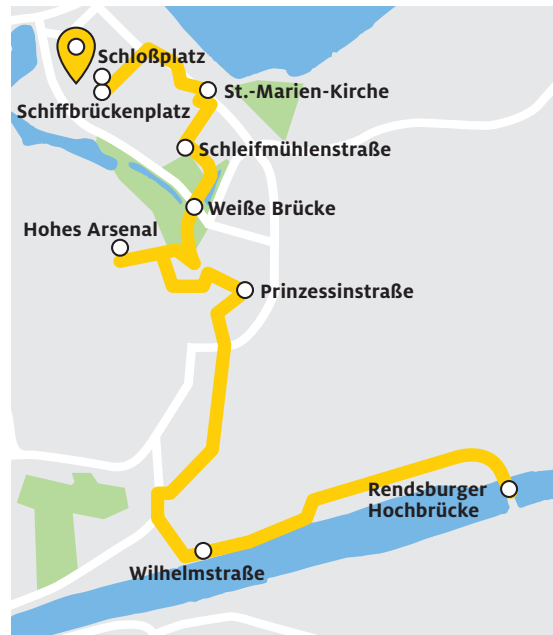 Schloßplatz
Schiffbrückenplatz
St.-Marien-Kirche
Schleifmühlenstraße
Weiße Brücke
Hohes Arsenal
Prinzessinstraße
Rendsburger
Hochbrücke
Wilhelmstraße